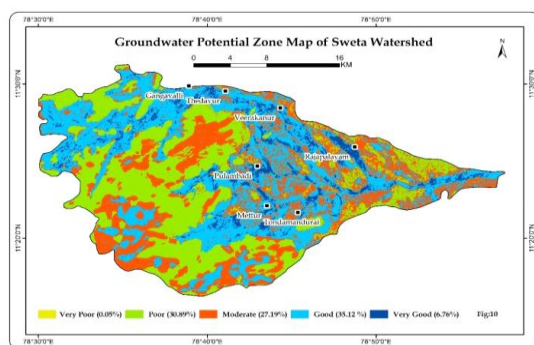 78°30'0"E 78°40'0"E 78°50'0"E
Groundwater Potential Zone Map of Sweta Watershed
N
0 4 8 16
KM
11°30'0"N 11°30'0"N
Gangavalli
Thedavur
Veerakanur
Rajapalayam
Pulambadi
Mettur
Tondamandurai
11°20'0"N 11°20'0"N
Very Poor (0.05%) Poor (30.89%) Moderate (27.19%) Good (35.12 %) Very Good (6.76%) Fig:10
78°30'0"E 78°40'0"E 78°50'0"E